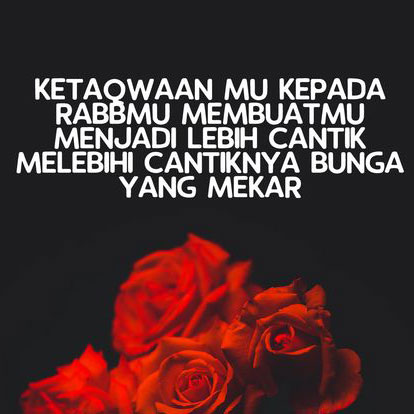 KETAQWAAN MU KEPADA
RABBMU MEMBUATMU
MENJADI LEBIH CANTIK
MELEBIHI CANTIKNYA BUNGA
YANG MEKAR